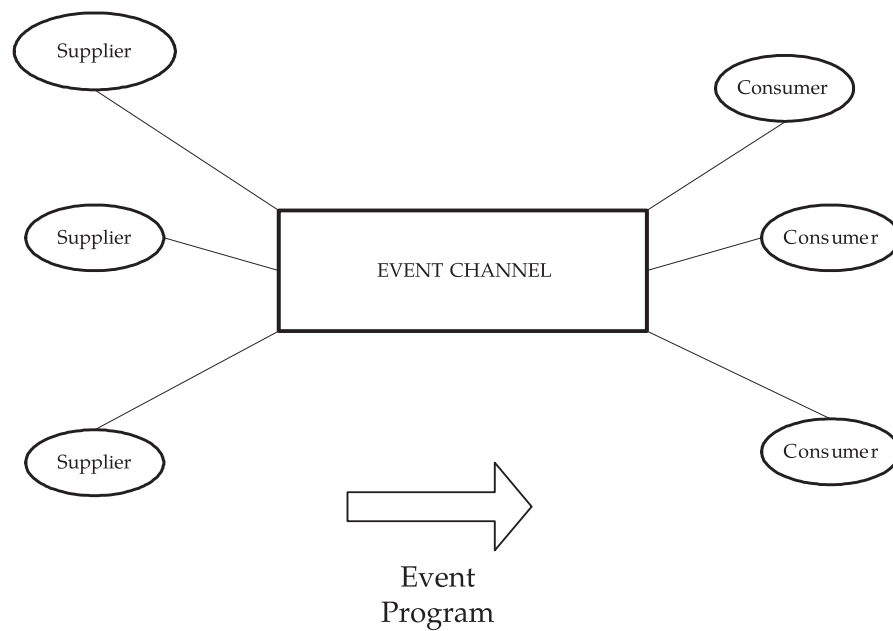 Supplier
Consumer
Supplier
Consumer
EVENT CHANNEL
Supplier
Consumer
Event
Program